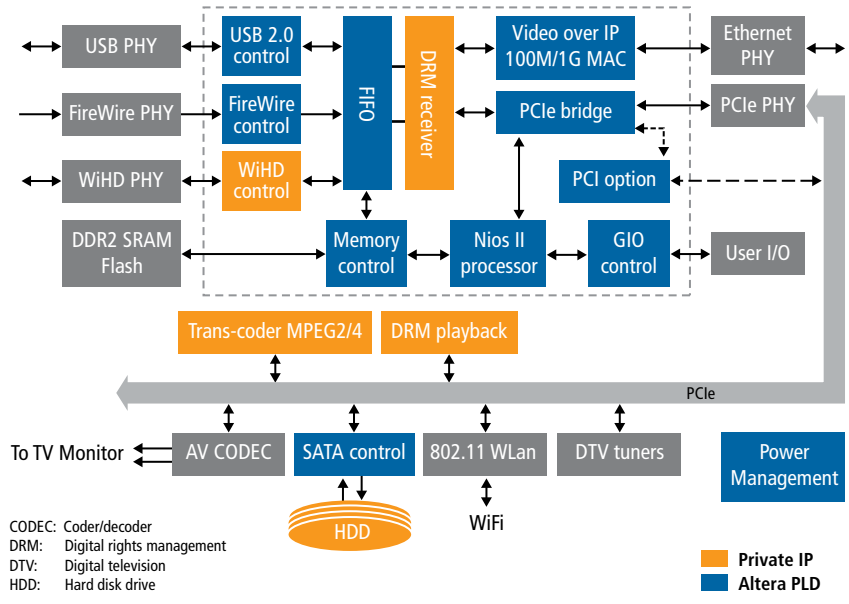 USB PHY
USB 2.0
control
FIFO
DRM receiver
Video over IP
100M/1G MAC
Ethernet
PHY
FireWire PHY
FireWire
control
PCIe bridge
PCIe PHY
WiHD PHY
WiHD
control
PCI option
DDR2 SRAM
Flash
Memory
control
Nios II
processor
GIO
control
User I/O
Trans-coder MPEG2/4
DRM playback
PCIe
To TV Monitor
AV CODEC
SATA control
802.11 WLan
DTV tuners
Power
Management
HDD
WiFi
CODEC: Coder/decoder
DRM: Digital rights management
DTV: Digital television
HDD: Hard disk drive
Private IP
Altera PLD